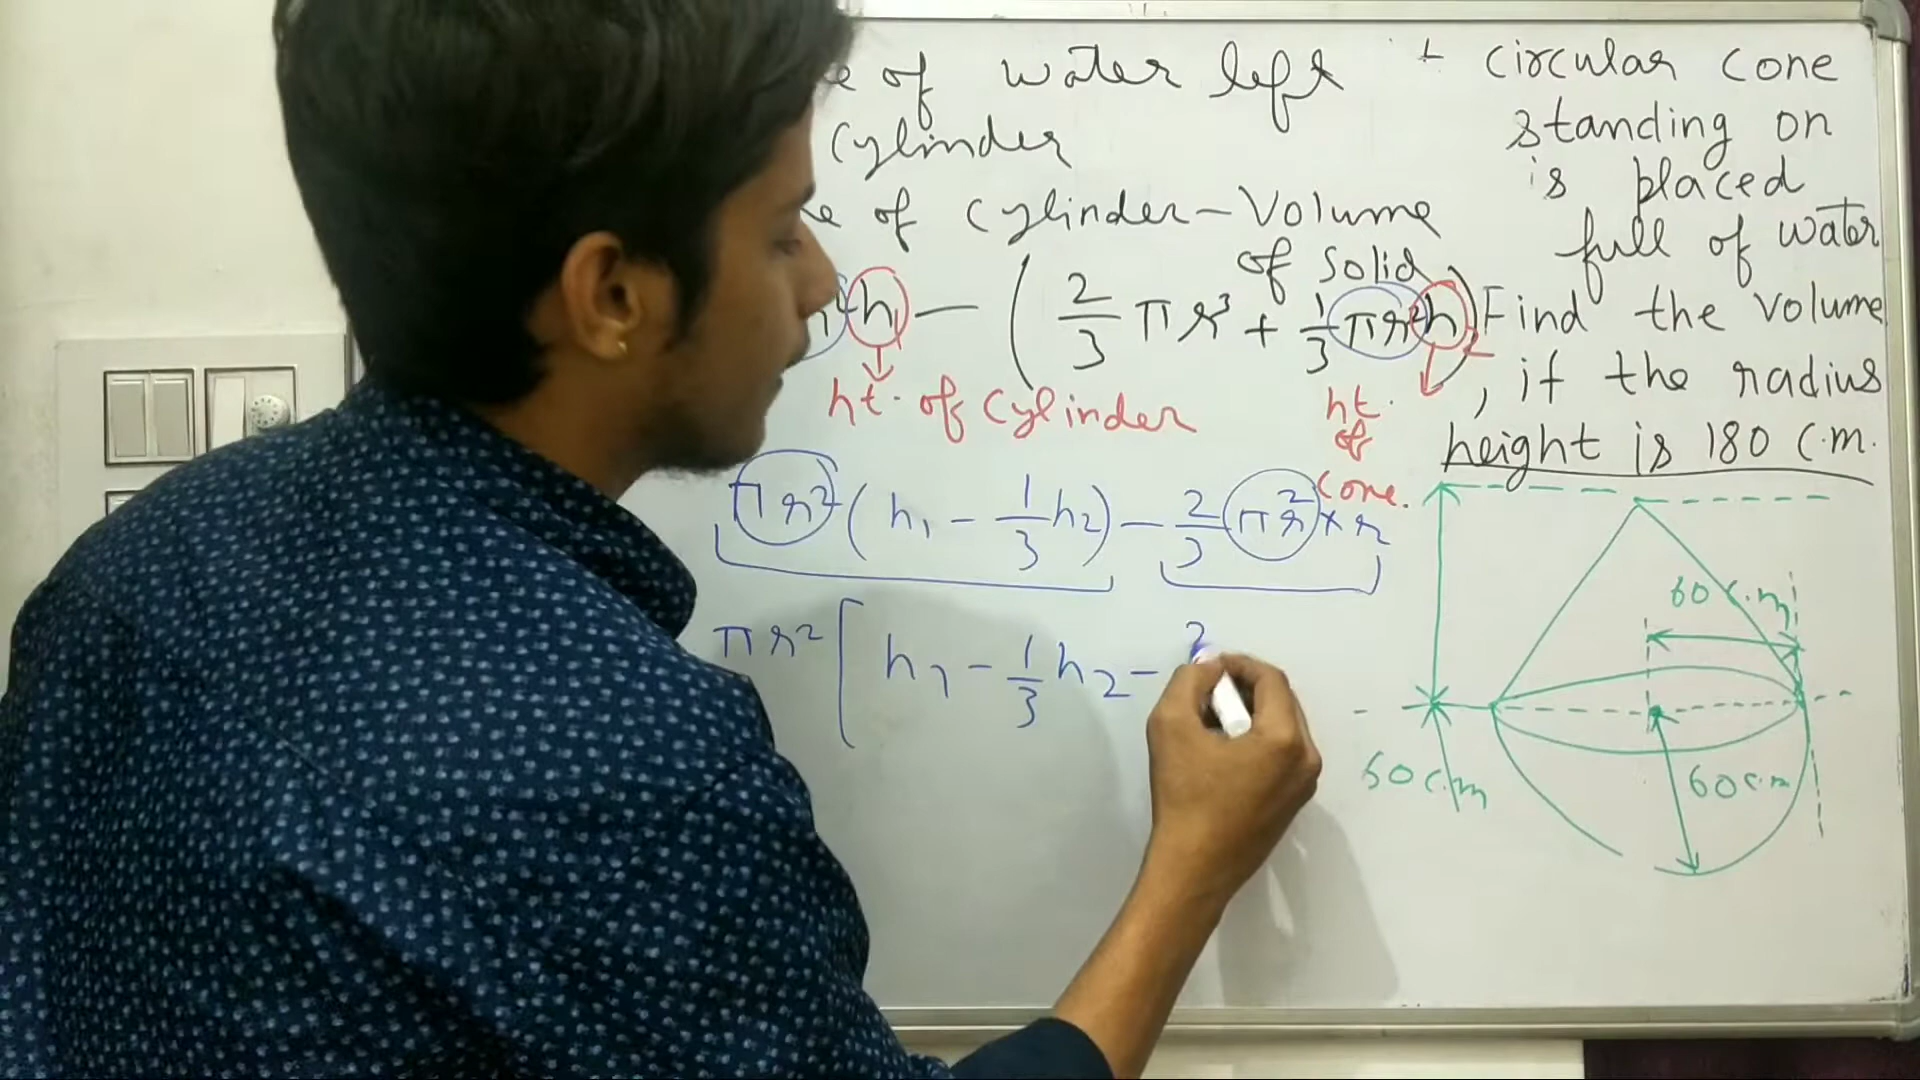 of water left
Cylinder
of Cylinder - Volume
of Solid
h₁ - ( 2/3 πr³ + 1/3 πr²h₂ )
ht. of Cylinder
ht.
of
Cone.
πr² ( h₁ - 1/3 h₂ ) - 2/3 πr² × r
πr² [ h₁ - 1/3 h₂ - 2
circular cone
standing on
is placed
full of water
Find the volume
, if the radius
height is 180 C.m.
60 C.m
60 c.m